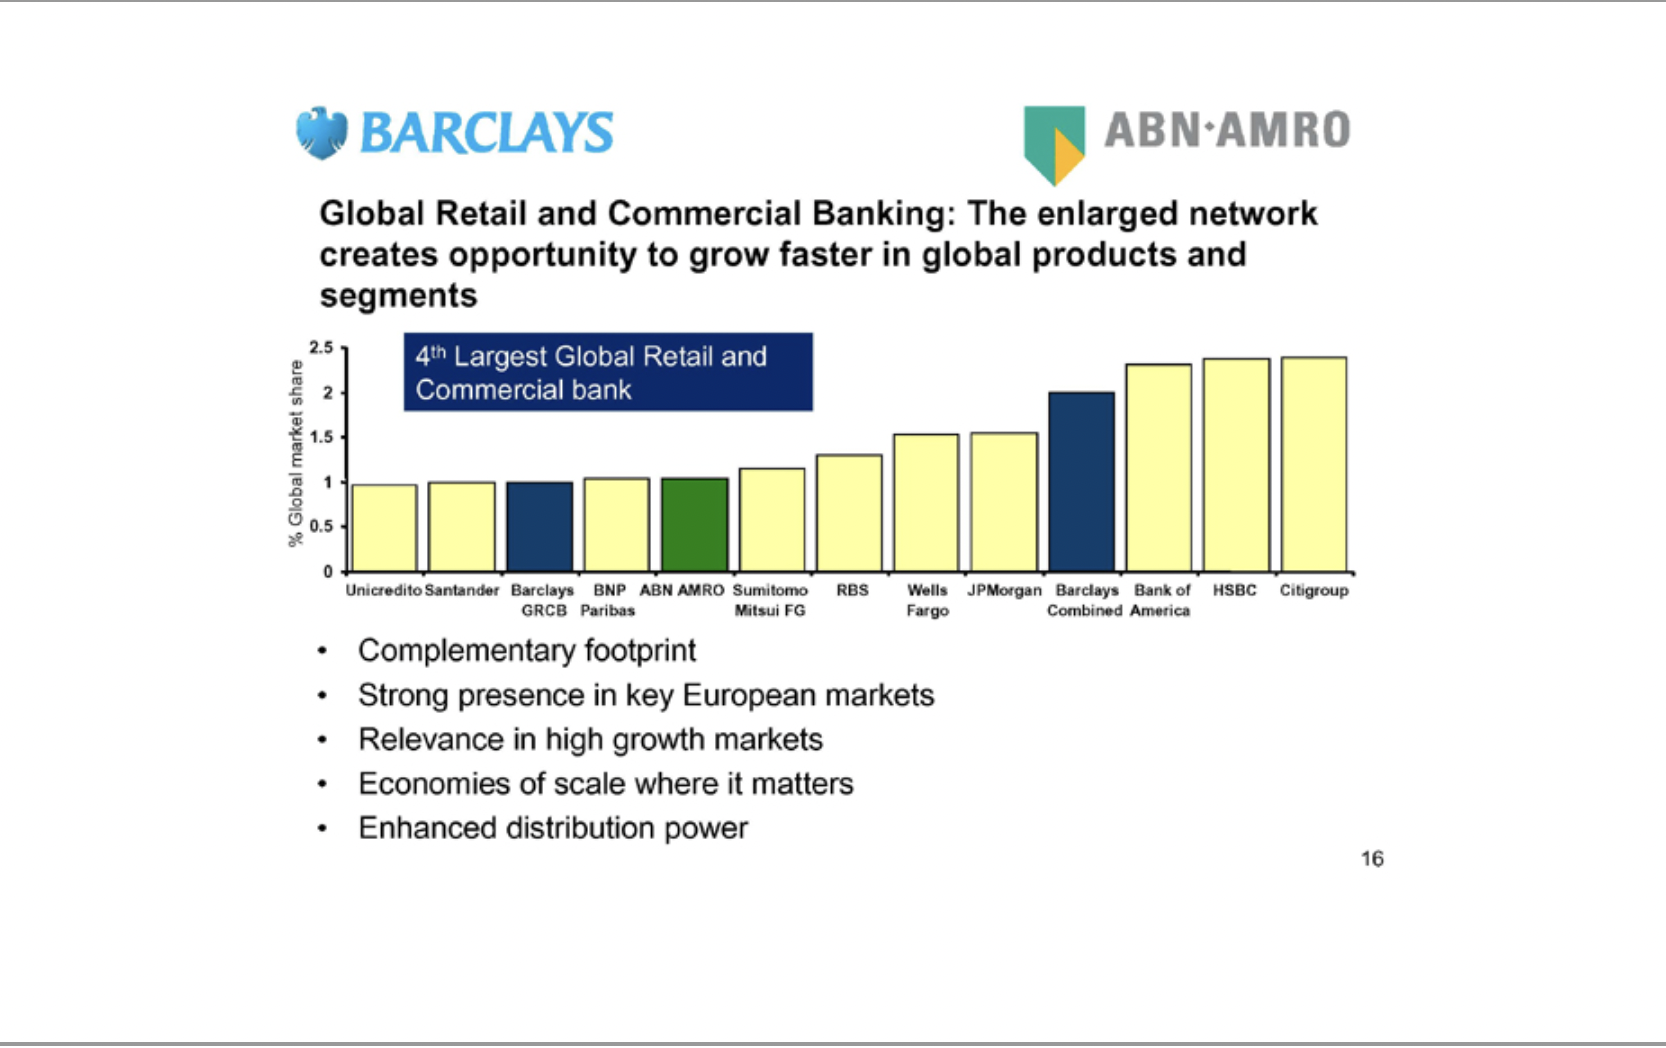 BARCLAYS
ABN·AMRO
Global Retail and Commercial Banking: The enlarged network
creates opportunity to grow faster in global products and
segments
4th Largest Global Retail and
Commercial bank
% Global market share
2.5
2
1.5
1
0.5
0
Unicredito Santander Barclays BNP ABN AMRO Sumitomo RBS Wells JPMorgan Barclays Bank of HSBC Citigroup
GRCB Paribas Mitsui FG Fargo Combined America
• Complementary footprint
• Strong presence in key European markets
• Relevance in high growth markets
• Economies of scale where it matters
• Enhanced distribution power
16